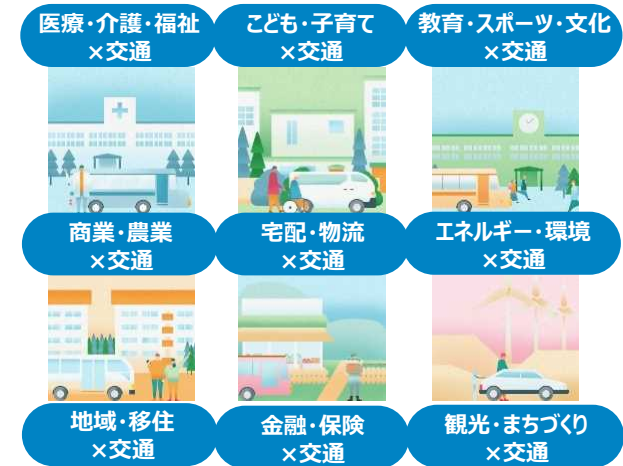 医療・介護・福祉
×交通
こども・子育て
×交通
教育・スポーツ・文化
×交通
商業・農業
×交通
宅配・物流
×交通
エネルギー・環境
×交通
地域・移住
×交通
金融・保険
×交通
観光・まちづくり
×交通